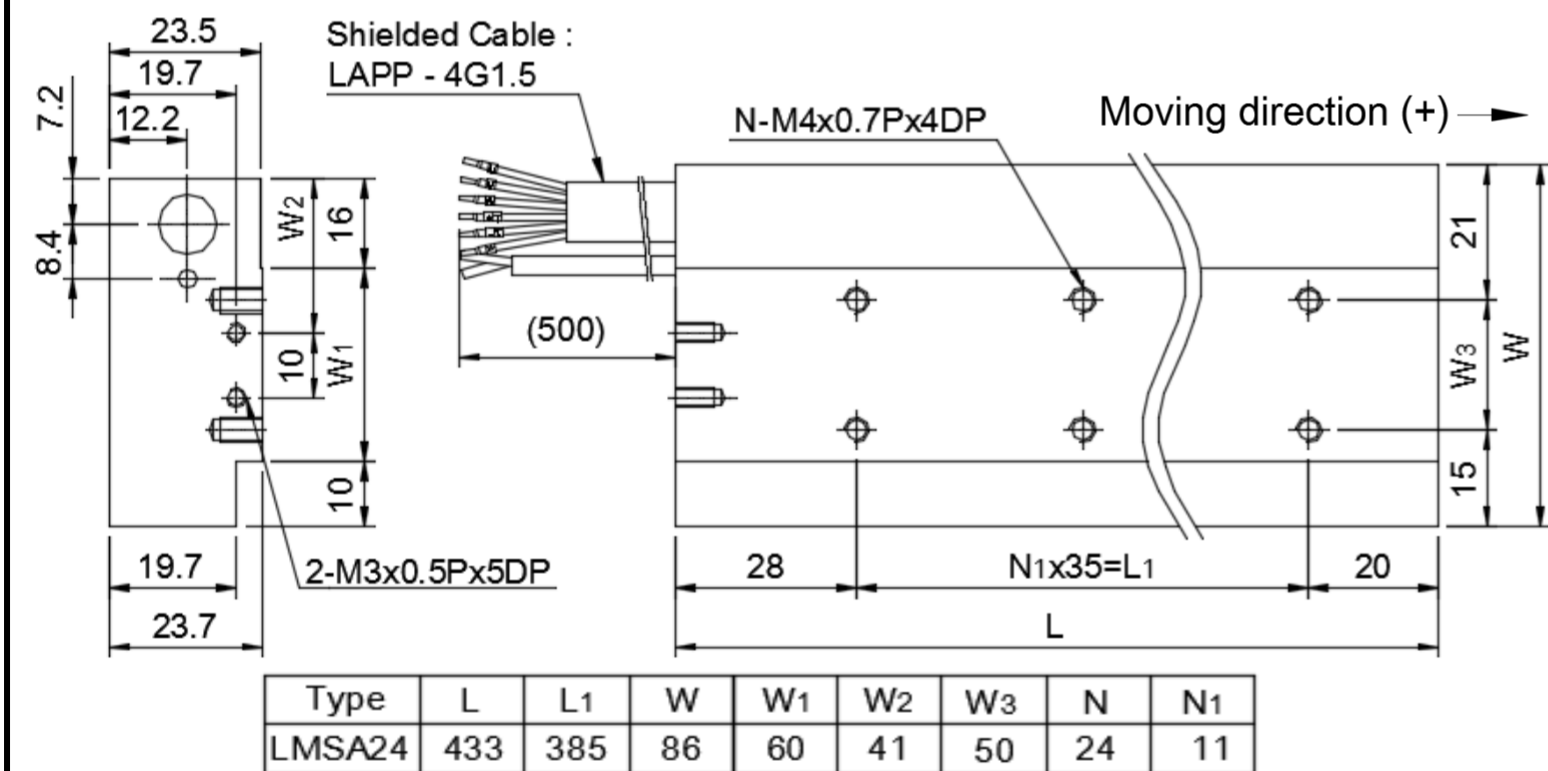 23.5
19.7
12.2
7.2
8.4
W2
16
10
W1
10
19.7
23.7
2-M3x0.5Px5DP
Shielded Cable :
LAPP - 4G1.5
N-M4x0.7Px4DP
Moving direction (+)
(500)
21
W3
W
15
28
N1x35=L1
20
L
Type L L1 W W1 W2 W3 N N1
LMSA24 433 385 86 60 41 50 24 11